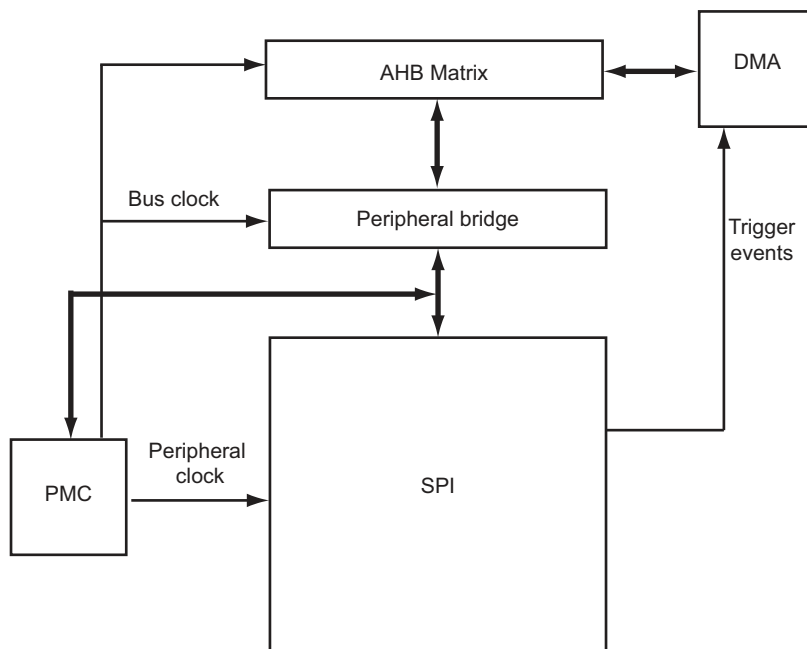 AHB Matrix
DMA
Bus clock
Peripheral bridge
Trigger
events
Peripheral
clock
PMC
SPI